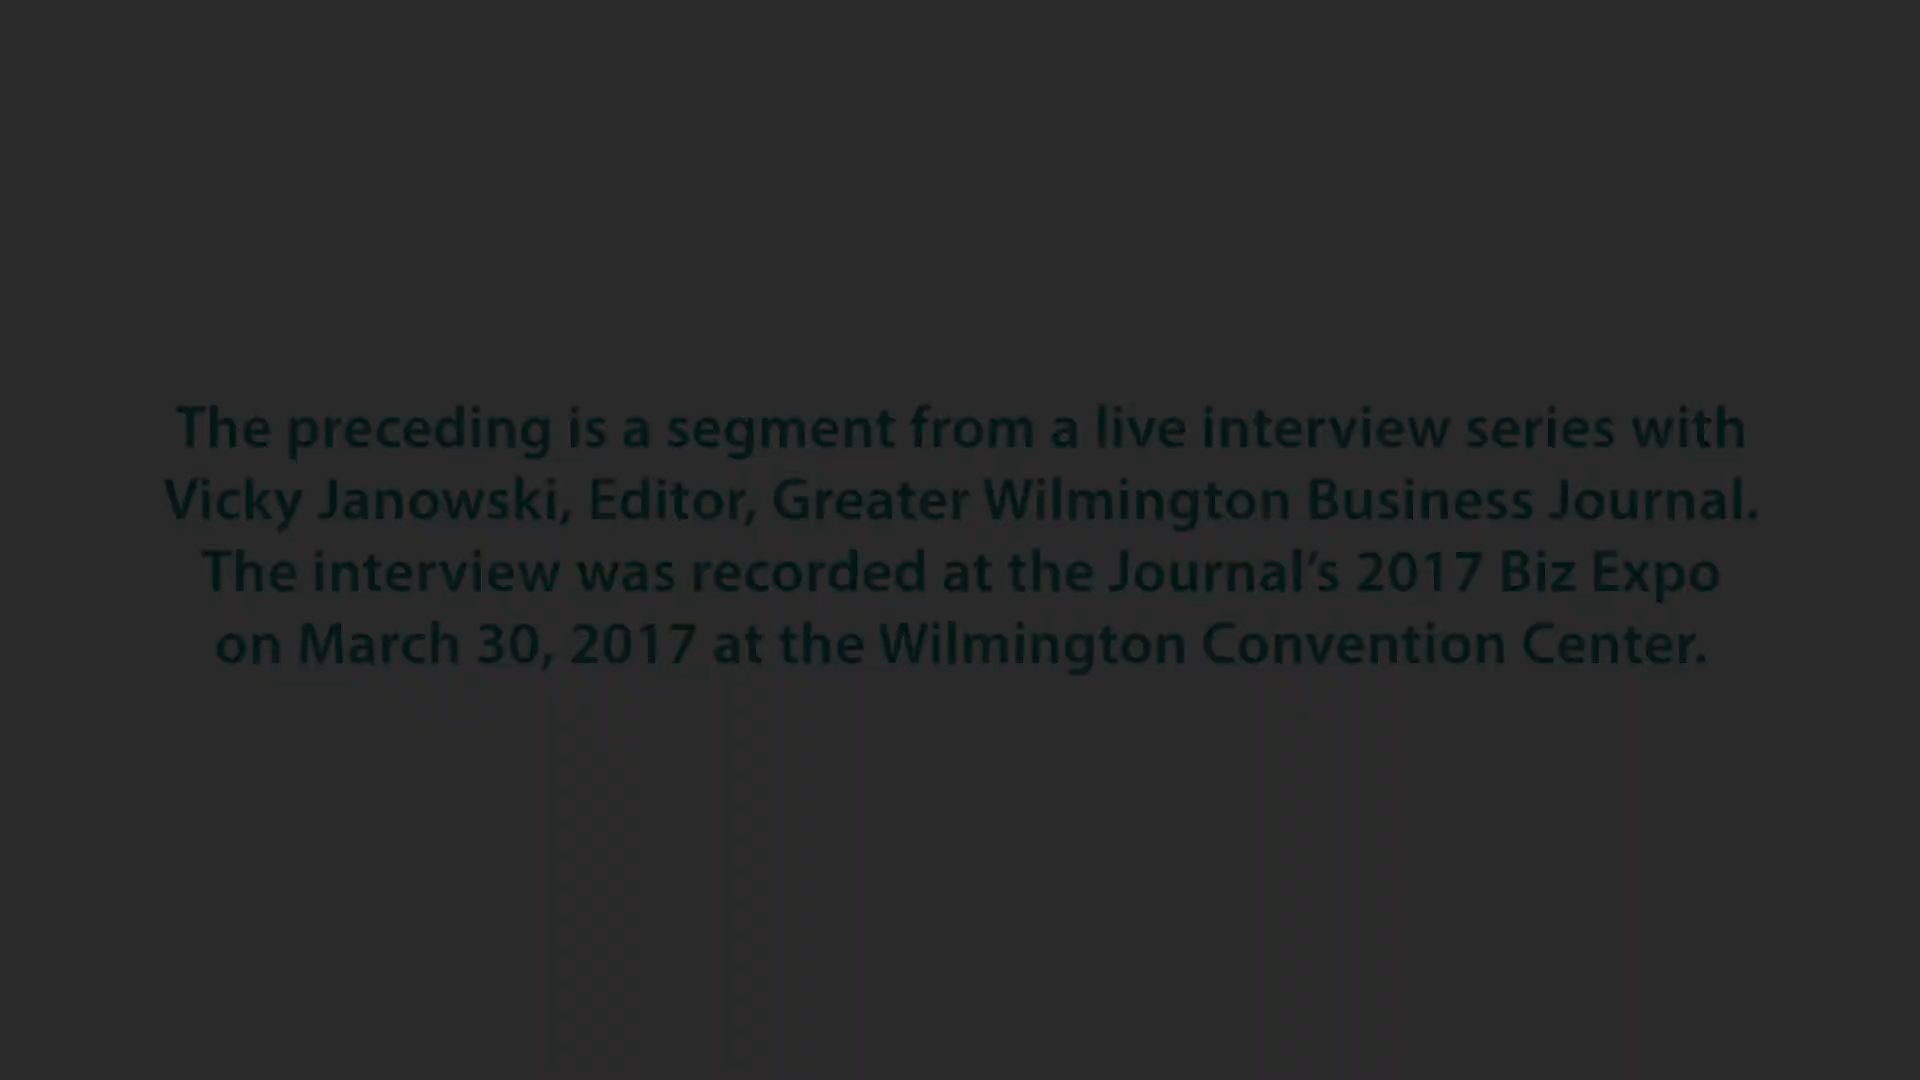 The preceding is a segment from a live interview series with
Vicky Janowski, Editor, Greater Wilmington Business Journal.
The interview was recorded at the Journal’s 2017 Biz Expo
on March 30, 2017 at the Wilmington Convention Center.